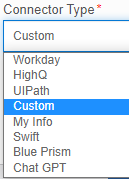 Connector Type*
Custom
Workday
HighQ
UIPath
Custom
My Info
Swift
Blue Prism
Chat GPT